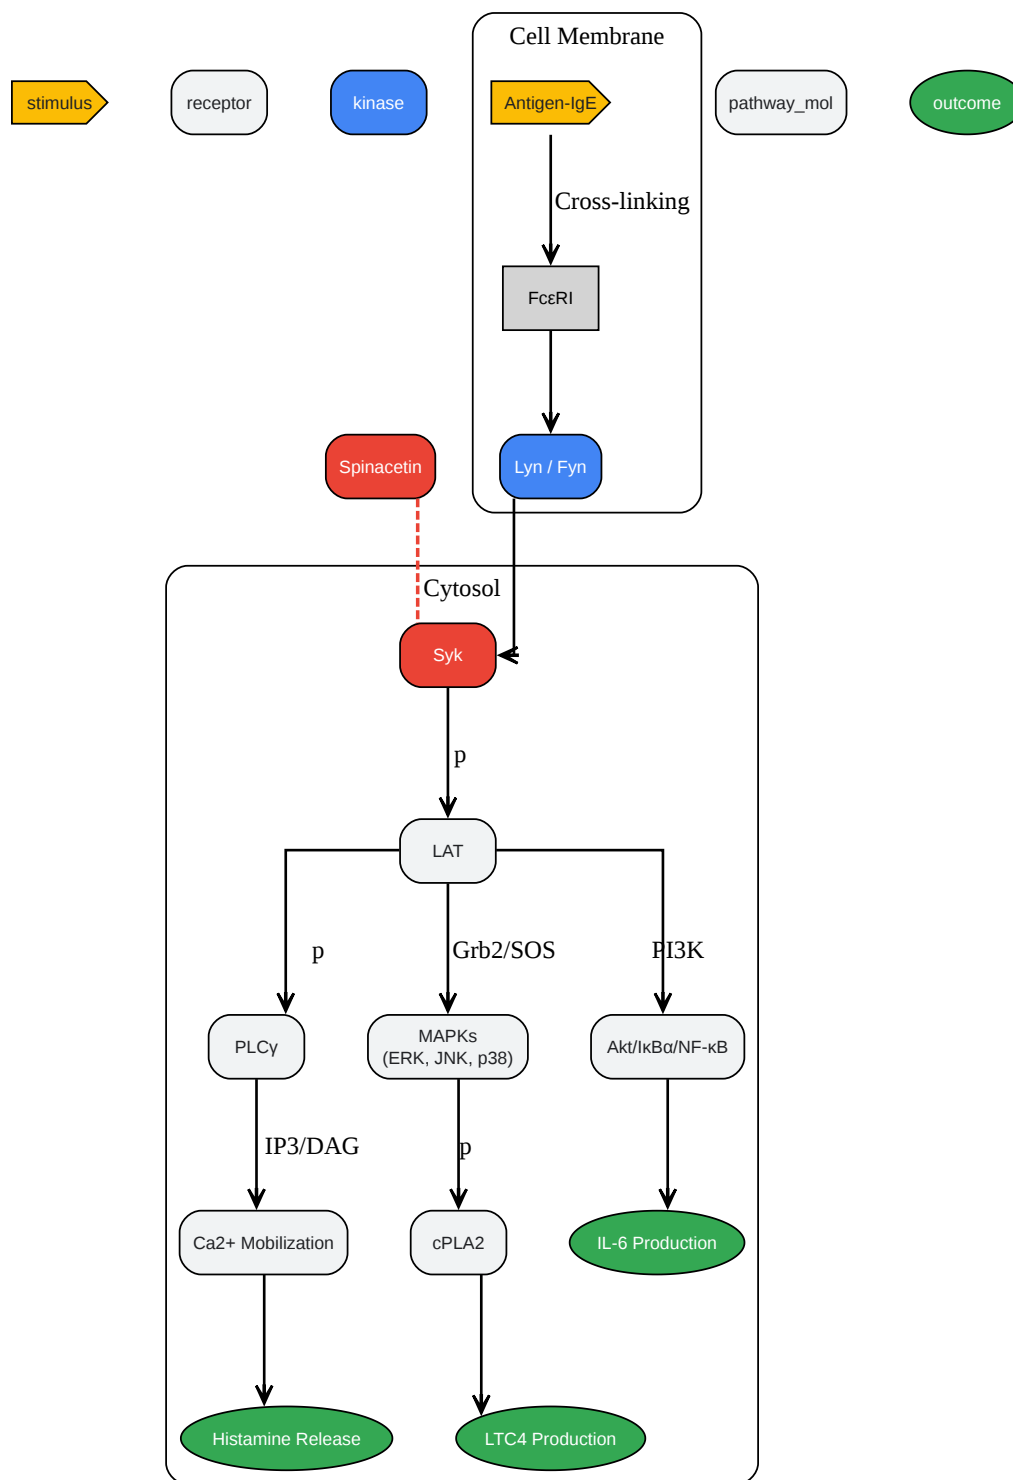 Cell Membrane
stimulus
receptor
kinase
Antigen-IgE
pathway_mol
outcome
Cross-linking
FcεRI
Spinacetin
Lyn / Fyn
Cytosol
Syk
p
LAT
p
Grb2/SOS
PI3K
PLCγ
MAPKs
(ERK, JNK, p38)
Akt/IκBα/NF-κB
IP3/DAG
p
Ca2+ Mobilization
cPLA2
IL-6 Production
Histamine Release
LTC4 Production